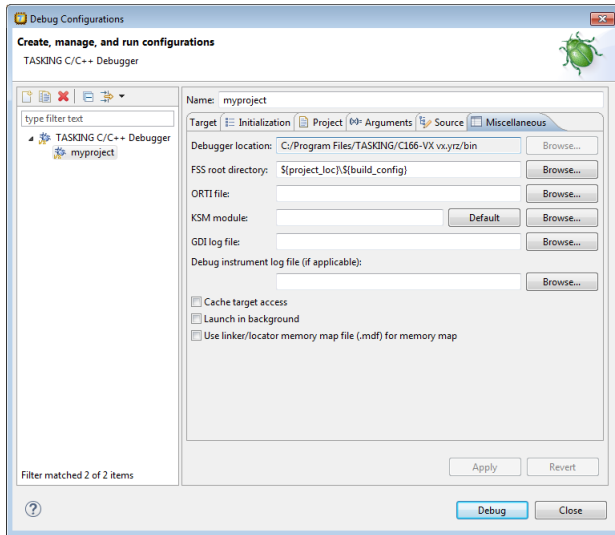 Debug Configurations
Create, manage, and run configurations
TASKING C/C++ Debugger
Name: myproject
type filter text
TASKING C/C++ Debugger
myproject
Target Initialization Project (x)= Arguments Source Miscellaneous
Debugger location: C:/Program Files/TASKING/C166-VX vx.yrz/bin Browse...
FSS root directory: ${project_loc}\${build_config} Browse...
ORTI file: Browse...
KSM module: Default Browse...
GDI log file: Browse...
Debug instrument log file (if applicable):
Browse...
Cache target access
Launch in background
Use linker/locator memory map file (.mdf) for memory map
Filter matched 2 of 2 items
Apply Revert
? Debug Close